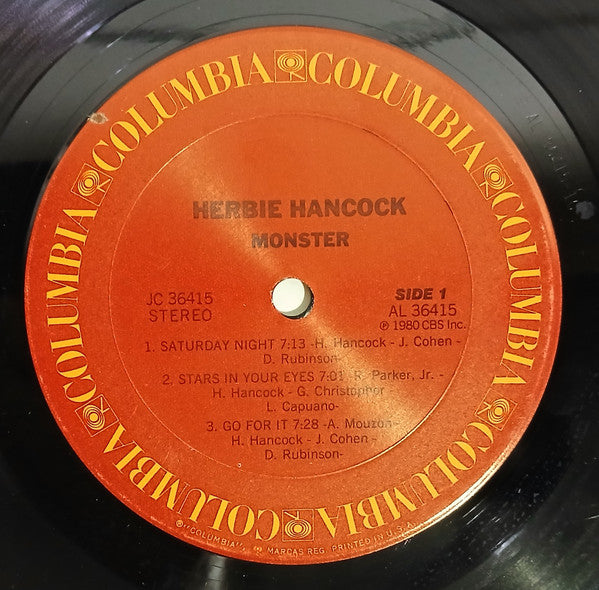 COLUMBIA COLUMBIA COLUMBIA COLUMBIA COLUMBIA COLUMBIA
HERBIE HANCOCK
MONSTER
JC 36415
STEREO
SIDE 1
AL 36415
℗ 1980 CBS Inc.
1. SATURDAY NIGHT 7:13 -H. Hancock - J. Cohen -
D. Rubinson-
2. STARS IN YOUR EYES 7:01 R. Parker, Jr. -
H. Hancock - G. Christopher
L. Capuano-
3. GO FOR IT 7:28 -A. Mouzon-
H. Hancock - J. Cohen -
D. Rubinson-
"COLUMBIA", MARCAS REG. PRINTED IN U.S.A.